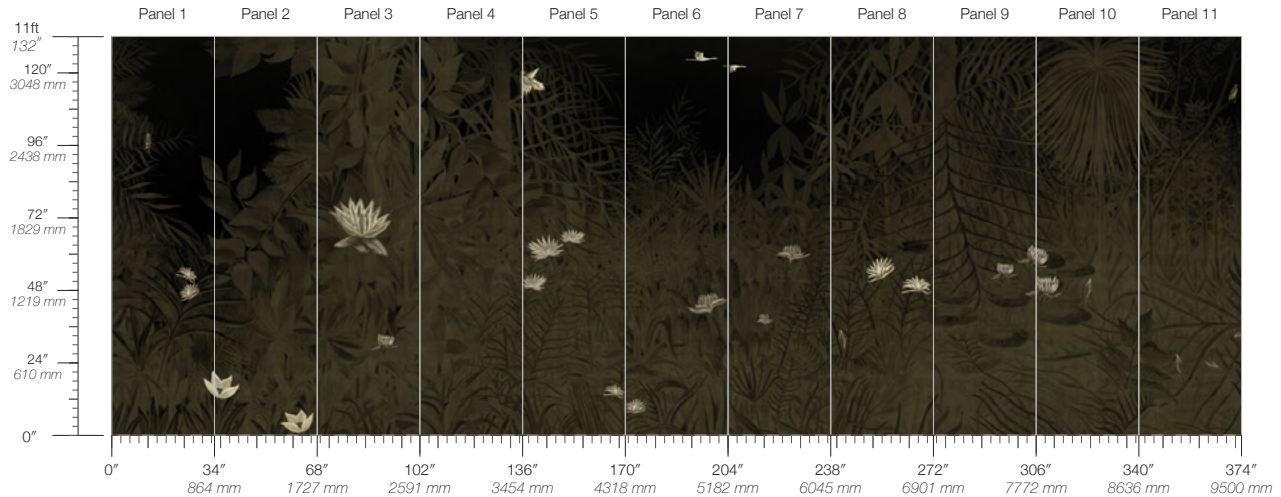 Panel 1 Panel 2 Panel 3 Panel 4 Panel 5 Panel 6 Panel 7 Panel 8 Panel 9 Panel 10 Panel 11
11ft
132″
120″
3048 mm
96″
2438 mm
72″
1829 mm
48″
1219 mm
24″
610 mm
0″
0″ 34″ 68″ 102″ 136″ 170″ 204″ 238″ 272″ 306″ 340″ 374″
864 mm 1727 mm 2591 mm 3454 mm 4318 mm 5182 mm 6045 mm 6901 mm 7772 mm 8636 mm 9500 mm